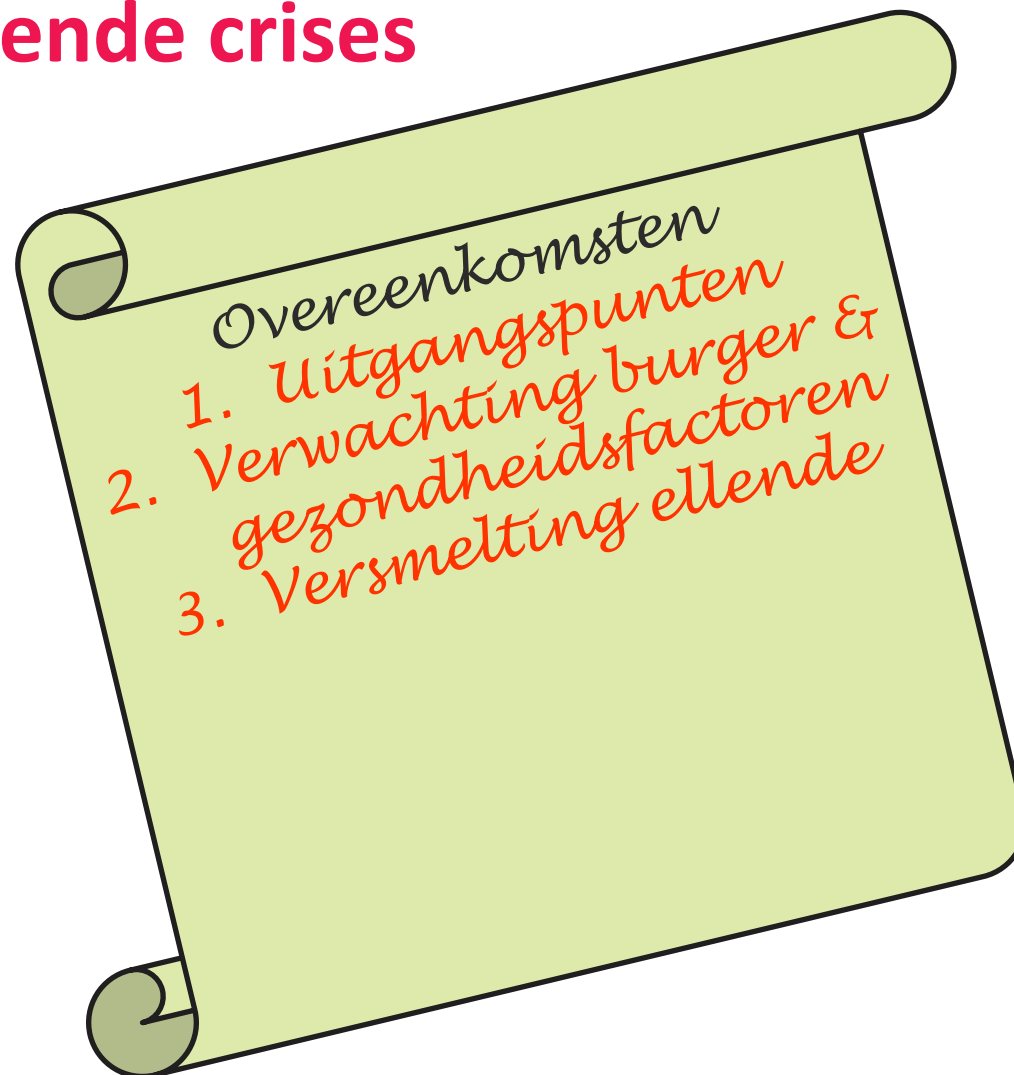 ende crises
Overeenkomsten
1. Uitgangspunten
2. Verwachting burger &
gezondheidsfactoren
3. Versmelting ellende